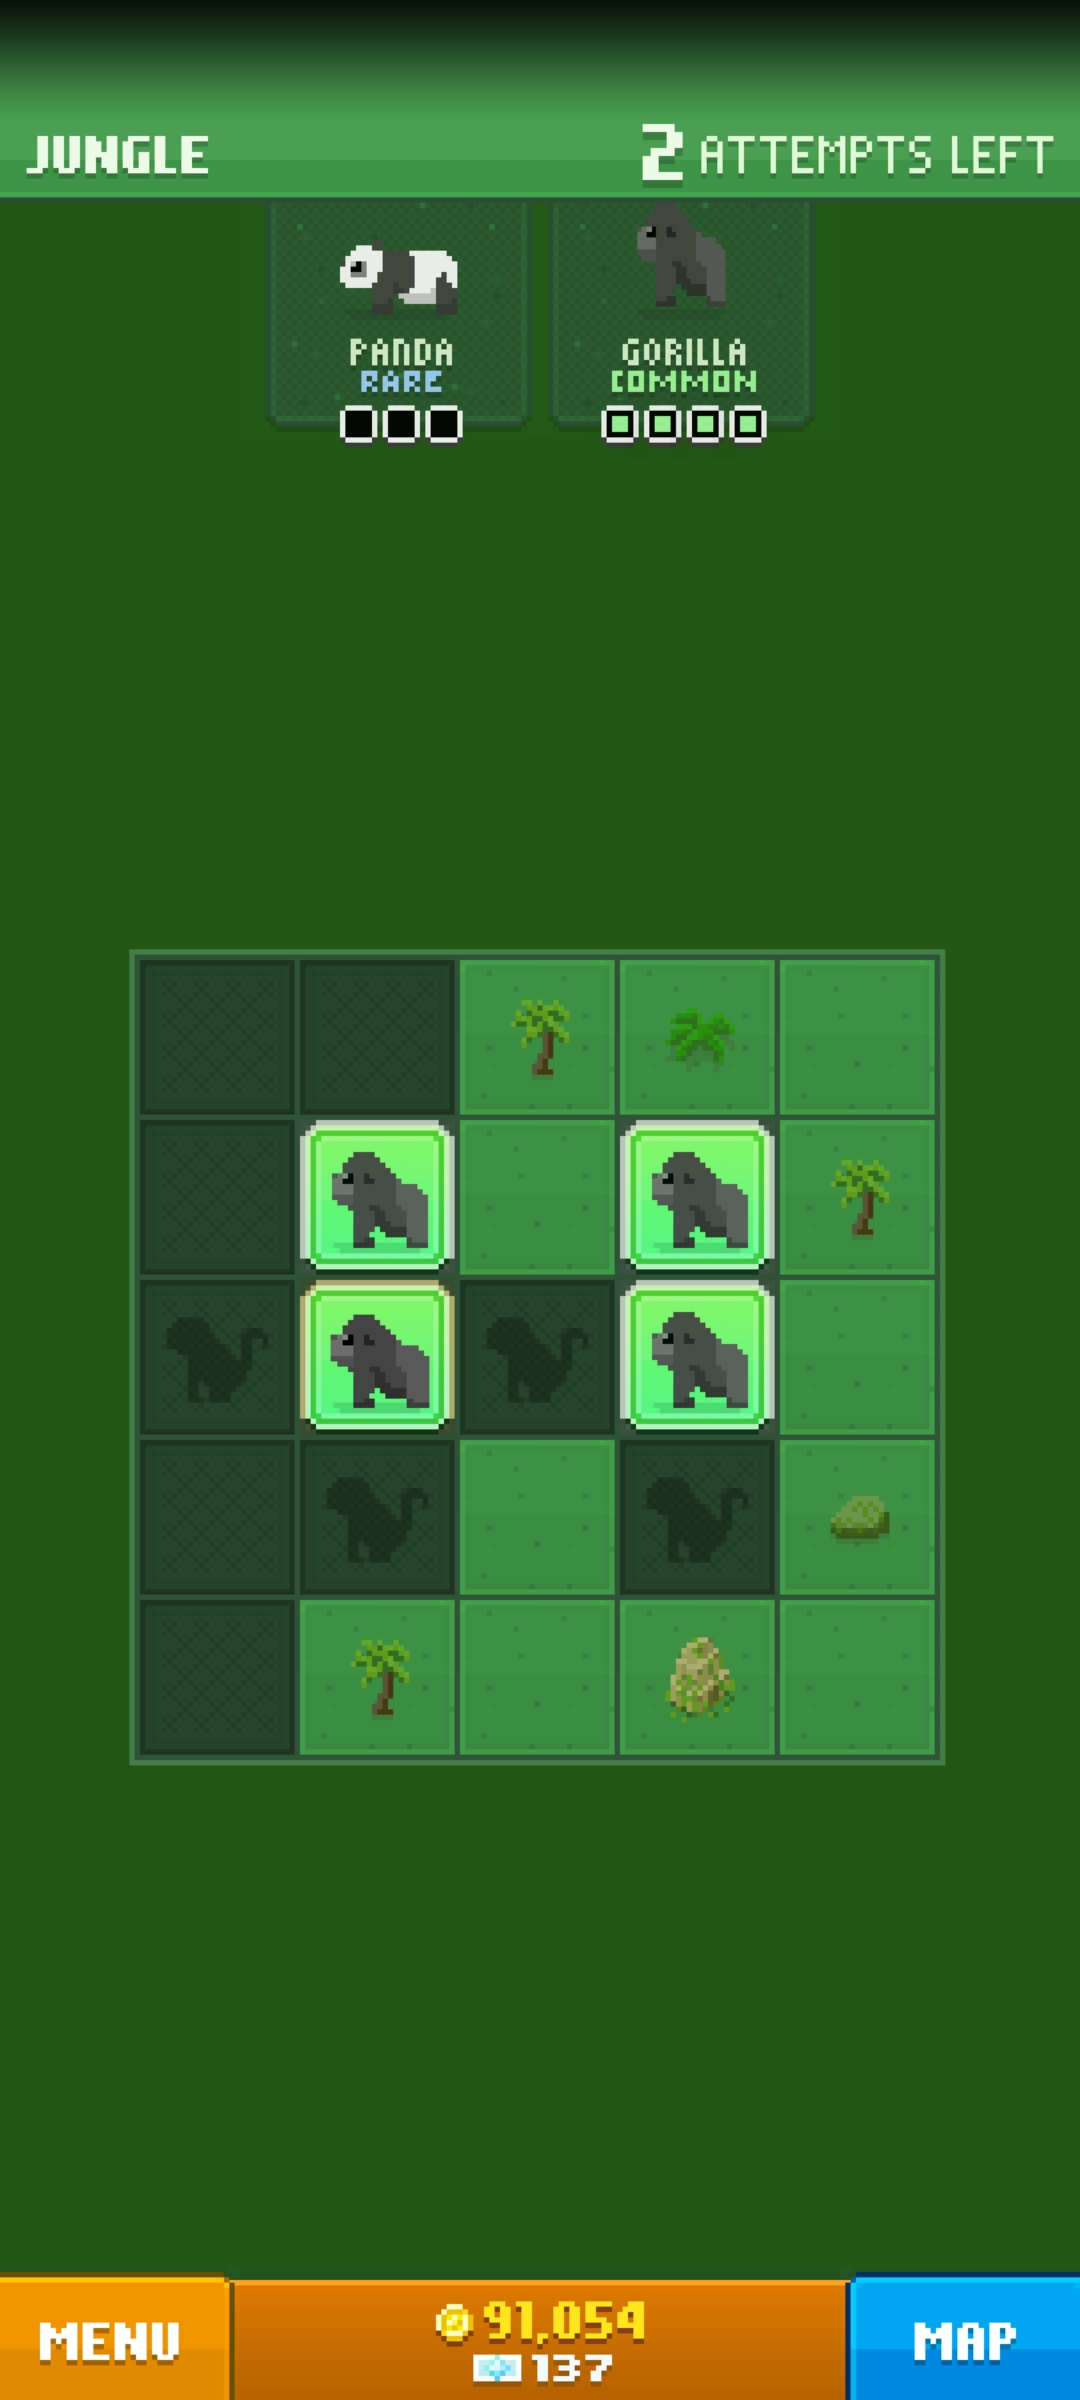 JUNGLE
2 ATTEMPTS LEFT
PANDA
RARE
GORILLA
COMMON
MENU
91,054
137
MAP